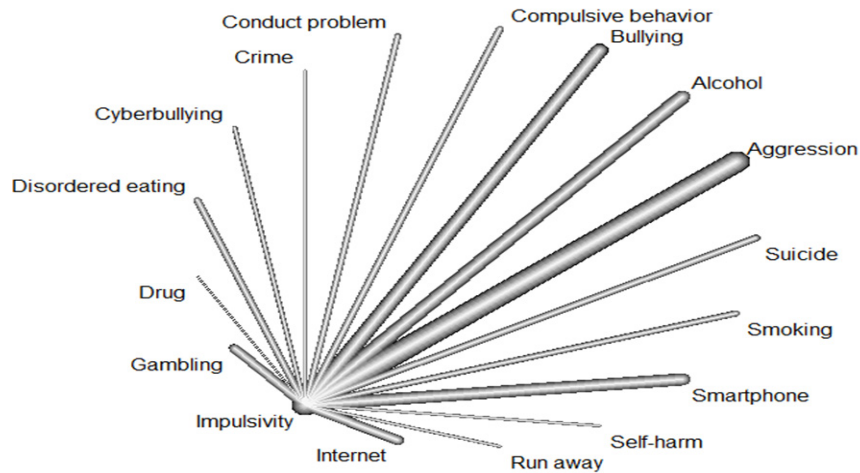 Compulsive behavior
Conduct problem
Bullying
Crime
Alcohol
Cyberbullying
Aggression
Disordered eating
Suicide
Drug
Smoking
Gambling
Smartphone
Impulsivity
Self-harm
Internet
Run away